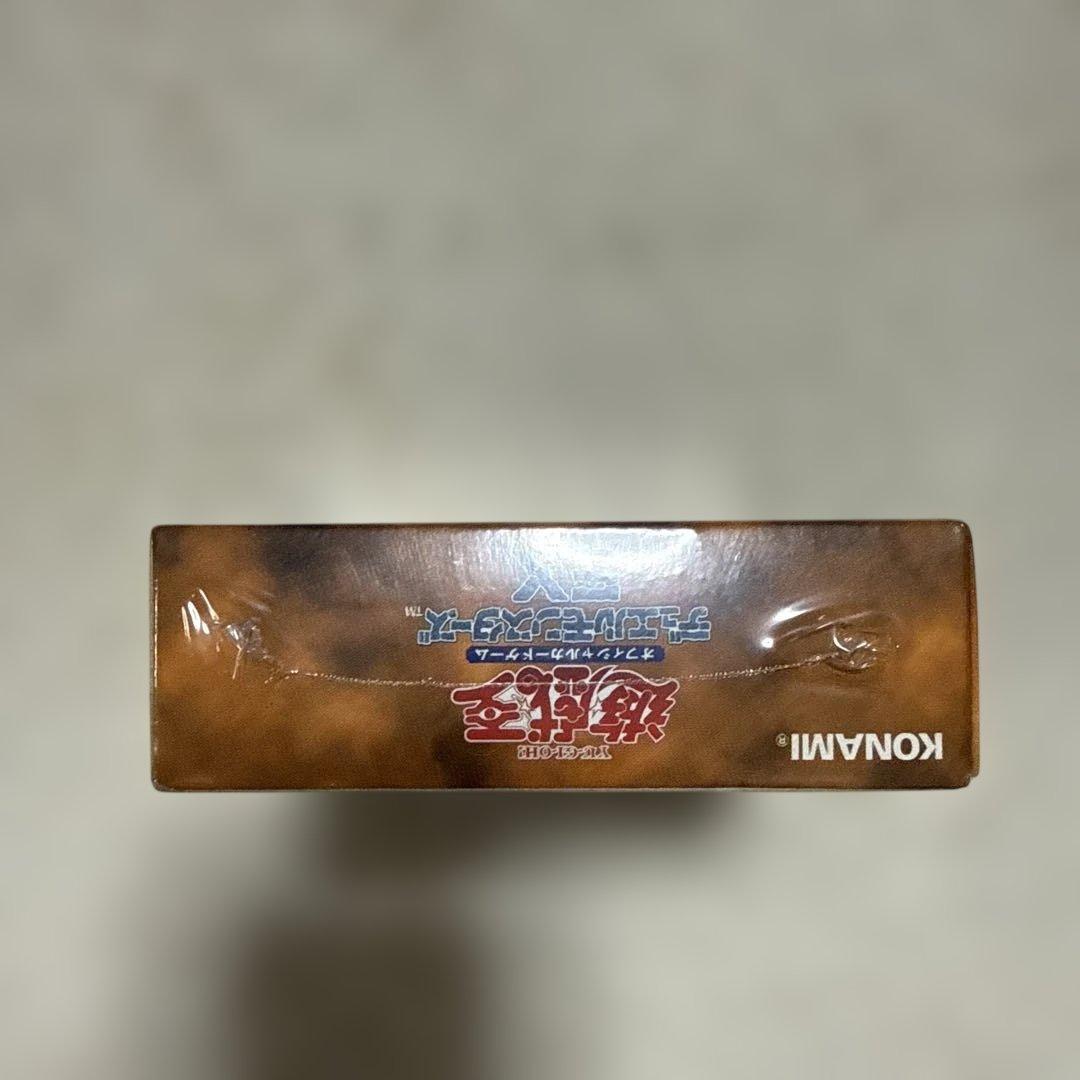 KONAMI®
YU-GI-OH!
遊戯王
オフィシャルカードゲーム
デュエルモンスターズ™
EX